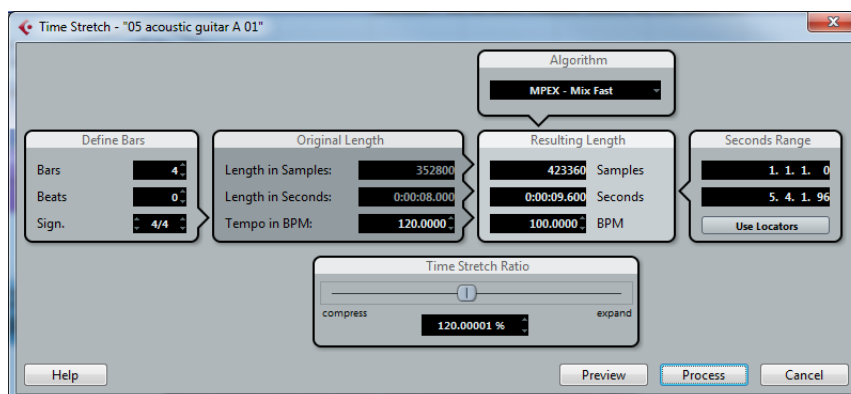 Time Stretch - "05 acoustic guitar A 01"
Algorithm
MPEX - Mix Fast
Define Bars
Bars 4
Beats 0
Sign. 4/4
Original Length
Length in Samples: 352800
Length in Seconds: 0:00:08.000
Tempo in BPM: 120.0000
Resulting Length
423360 Samples
0:00:09.600 Seconds
100.0000 BPM
Seconds Range
1. 1. 1. 0
5. 4. 1. 96
Use Locators
Time Stretch Ratio
compress
expand
120.00001 %
Help
Preview
Process
Cancel